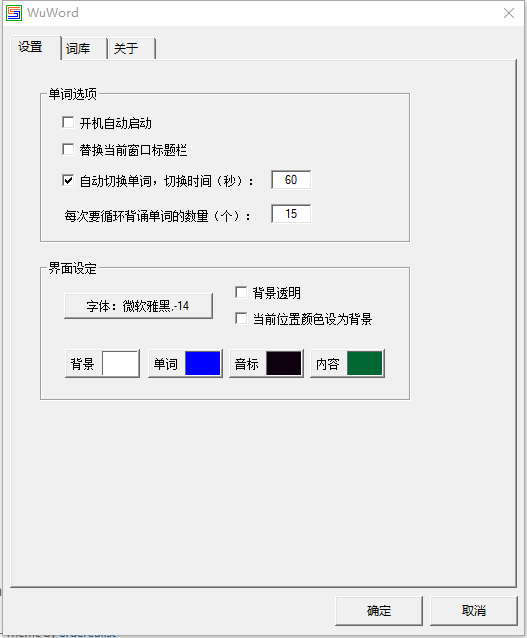 WuWord
设置 词库 关于
单词选项
开机自动启动
替换当前窗口标题栏
自动切换单词，切换时间（秒）： 60
每次要循环背诵单词的数量（个）： 15
界面设定
字体：微软雅黑.-14
背景透明
当前位置颜色设为背景
背景 单词 音标 内容
确定 取消